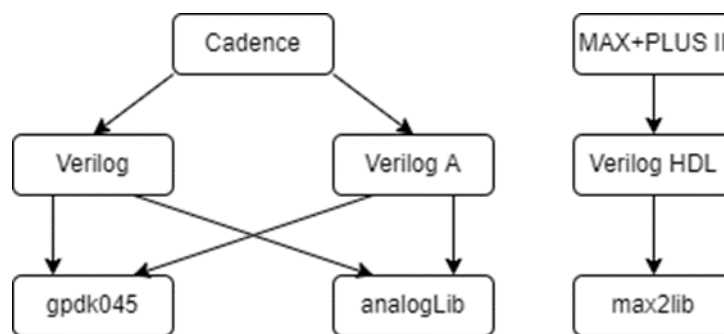 Cadence
MAX+PLUS II
Verilog
Verilog A
Verilog HDL
gpdk045
analogLib
max2lib